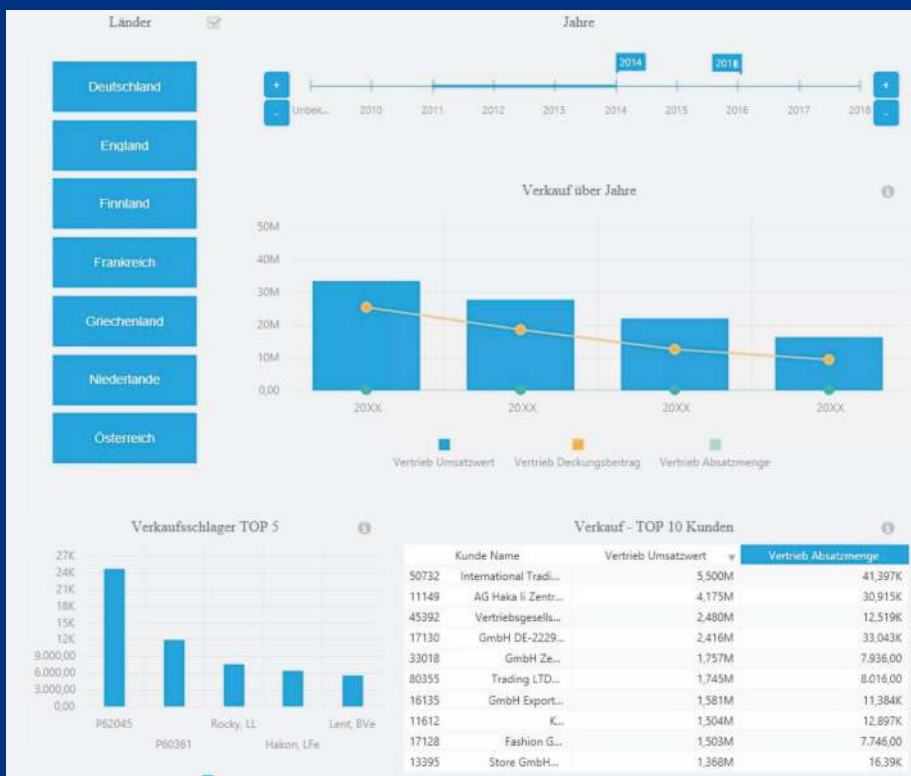 Länder
Jahre
Deutschland
England
Finnland
Frankreich
Griechenland
Niederlande
Österreich
2014
2016
+
+
-
-
Unbek...
2010
2011
2012
2013
2014
2015
2016
2017
2018
Verkauf über Jahre
50M
40M
30M
20M
10M
0,00
20XX
20XX
20XX
20XX
Vertrieb Umsatzwert
Vertrieb Deckungsbeitrag
Vertrieb Absatzmenge
Verkaufsschlager TOP 5
27K
24K
21K
18K
15K
12K
9.000,00
6.000,00
3.000,00
0,00
P62045
Rocky, LL
Lent, BVe
P60361
Hakon, LFe
Verkauf - TOP 10 Kunden
Kunde Name Vertrieb Umsatzwert Vertrieb Absatzmenge
50732 International Tradi... 5,500M 41,397K
11149 AG Haka li Zentr... 4,175M 30,915K
45392 Vertriebsgesells... 2,480M 12,519K
17130 GmbH DE-2229... 2,416M 33,043K
33018 GmbH Ze... 1,757M 7.936,00
80355 Trading LTD... 1,745M 8.016,00
16135 GmbH Export... 1,581M 11,384K
11612 K... 1,504M 12,897K
17128 Fashion G... 1,503M 7.746,00
13395 Store GmbH... 1,368M 16,39K